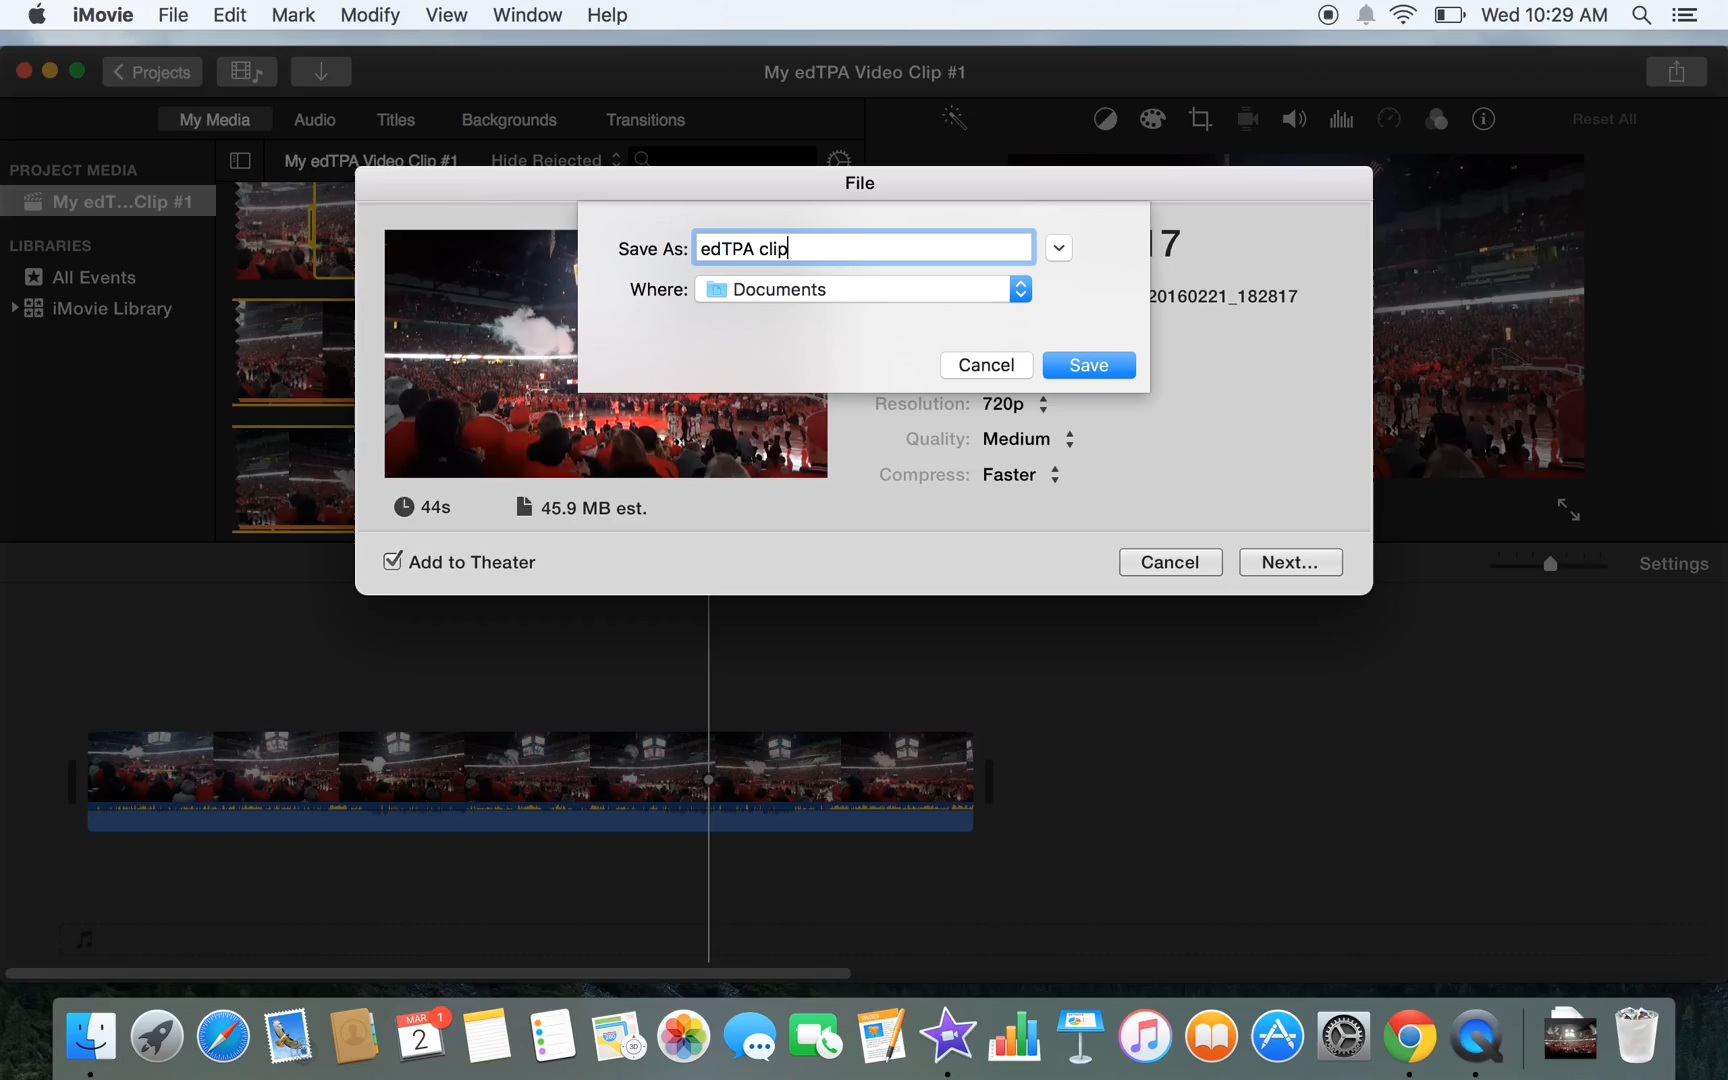 iMovie File Edit Mark Modify View Window Help Wed 10:29 AM
Projects My edTPA Video Clip #1
My Media Audio Titles Backgrounds Transitions Reset All
PROJECT MEDIA
My edT...Clip #1
LIBRARIES
All Events
iMovie Library
My edTPA Video Clip #1 Hide Rejected
File
Save As: edTPA clip
Where: Documents
Cancel Save
17
20160221_182817
Resolution: 720p
Quality: Medium
Compress: Faster
44s 45.9 MB est.
Add to Theater Cancel Next...
Settings
MAR 1
2
3D
PAGES